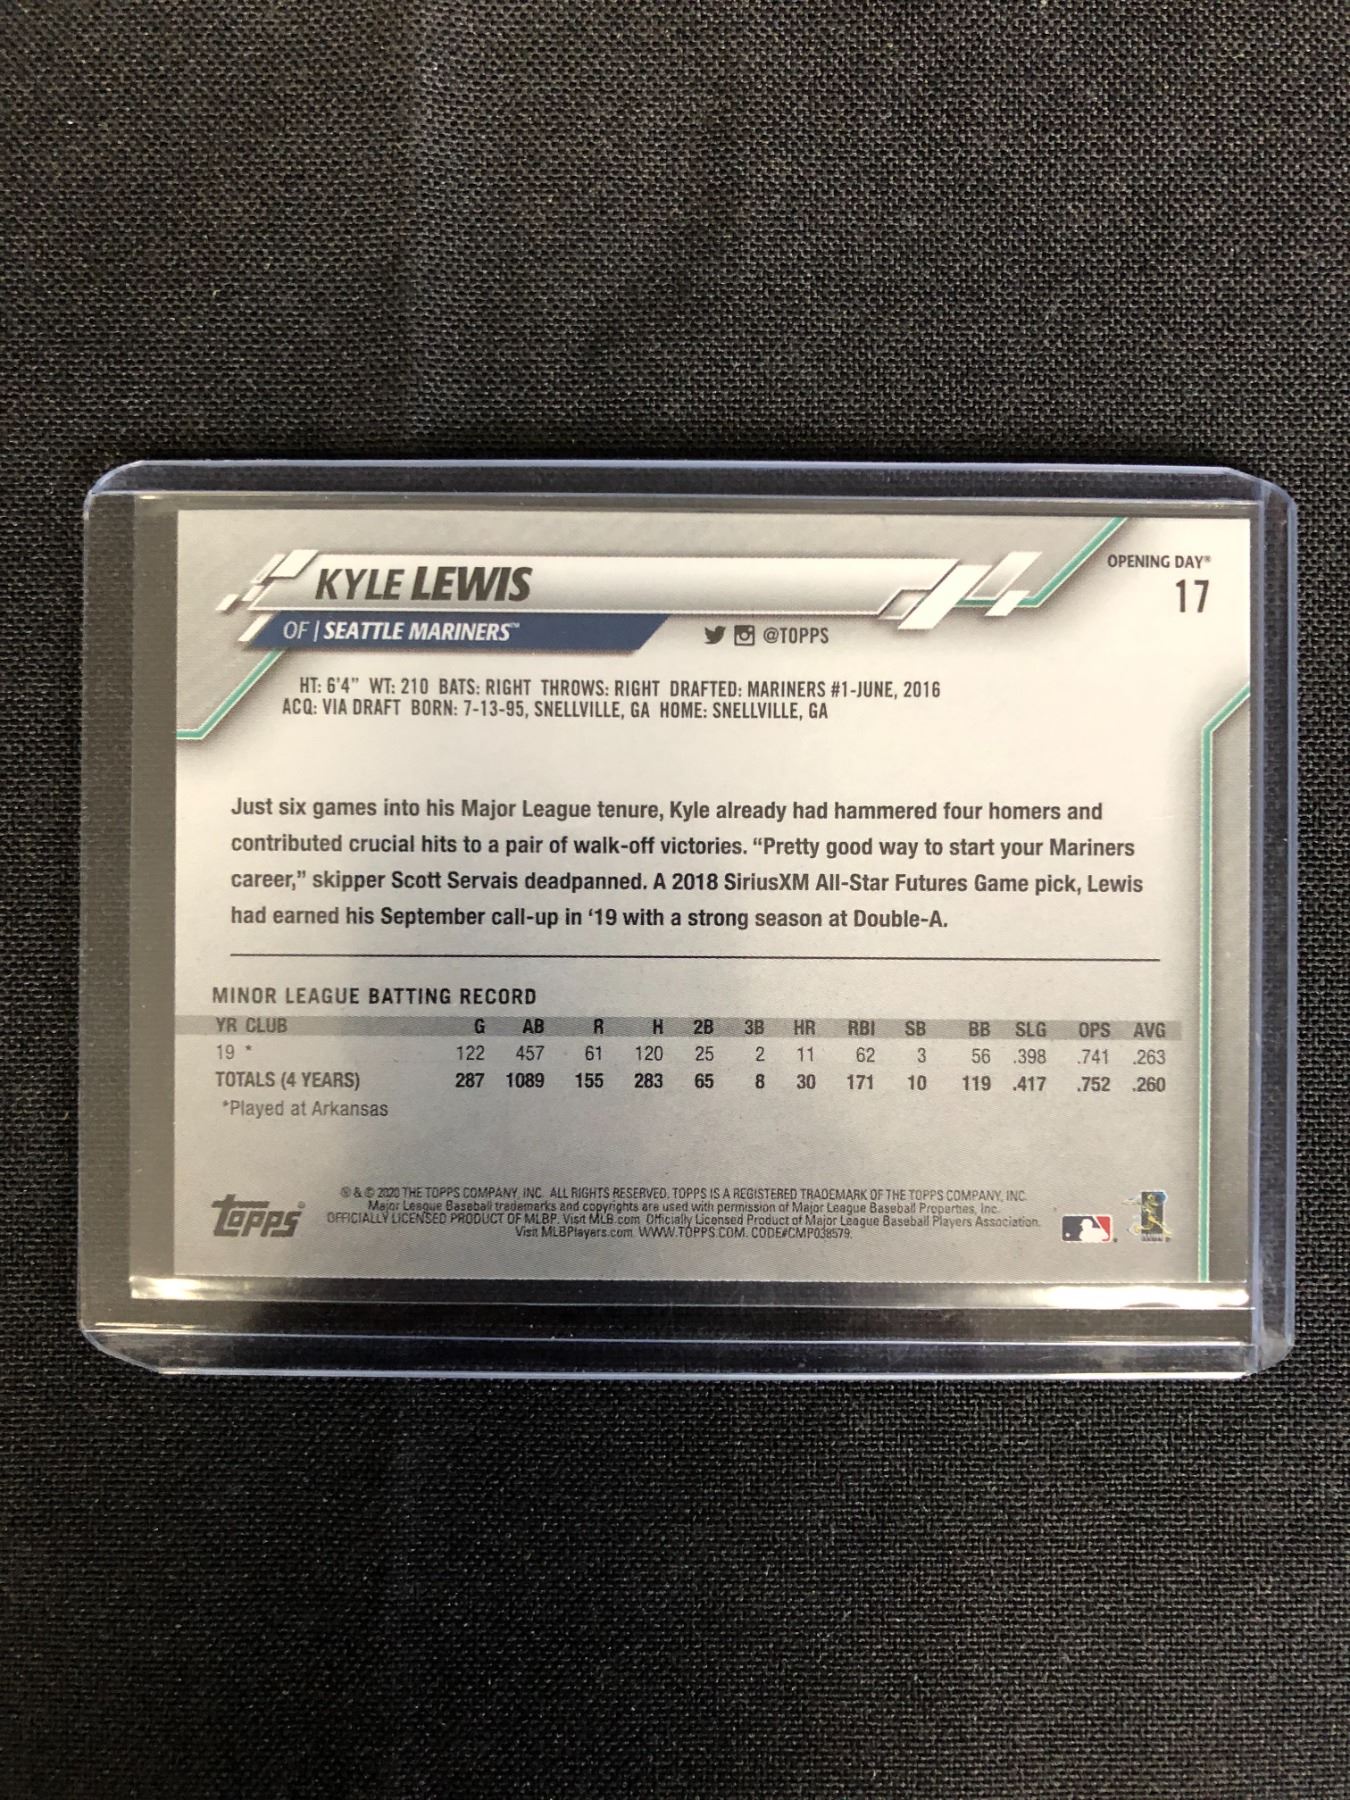 OPENING DAY®
17
KYLE LEWIS
OF | SEATTLE MARINERS™
@TOPPS
HT: 6'4" WT: 210 BATS: RIGHT THROWS: RIGHT DRAFTED: MARINERS #1-JUNE, 2016
ACQ: VIA DRAFT BORN: 7-13-95, SNELLVILLE, GA HOME: SNELLVILLE, GA
Just six games into his Major League tenure, Kyle already had hammered four homers and
contributed crucial hits to a pair of walk-off victories. “Pretty good way to start your Mariners
career,” skipper Scott Servais deadpanned. A 2018 SiriusXM All-Star Futures Game pick, Lewis
had earned his September call-up in ‘19 with a strong season at Double-A.
MINOR LEAGUE BATTING RECORD
YR CLUB G AB R H 2B 3B HR RBI SB BB SLG OPS AVG
19 * 122 457 61 120 25 2 11 62 3 56 .398 .741 .263
TOTALS (4 YEARS) 287 1089 155 283 65 8 30 171 10 119 .417 .752 .260
*Played at Arkansas
Topps®
® & © 2020 THE TOPPS COMPANY, INC. ALL RIGHTS RESERVED. TOPPS IS A REGISTERED TRADEMARK OF THE TOPPS COMPANY, INC.
Major League Baseball trademarks and copyrights are used with permission of Major League Baseball Properties, Inc.
OFFICIALLY LICENSED PRODUCT OF MLBP. Visit MLB.com Officially Licensed Product of Major League Baseball Players Association.
Visit MLBPlayers.com WWW.TOPPS.COM. CODE#CMP038579.